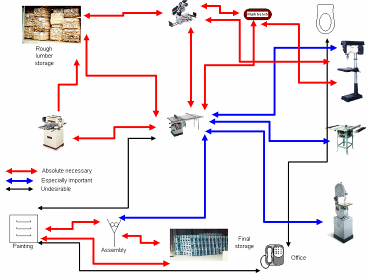 Rough
lumber
storage
Absolute necessary
Especially important
Undesirable
Painting
Assembly
Final
storage
Office